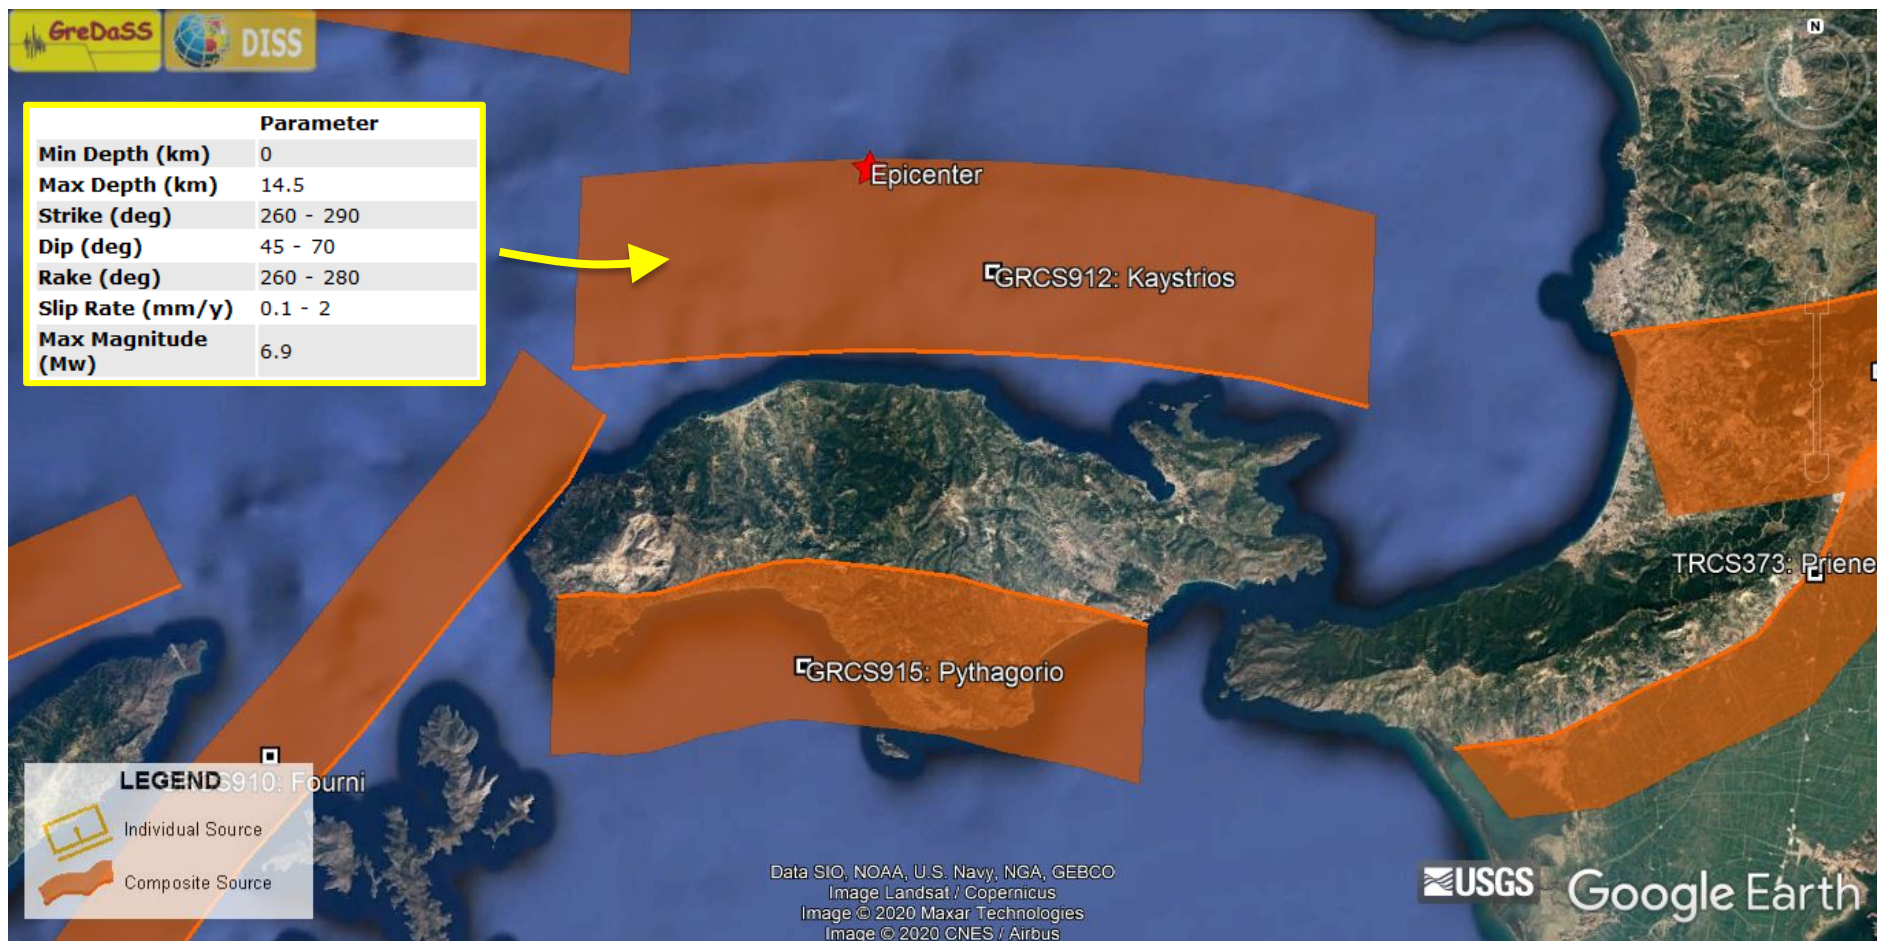 GreDaSS
DISS
N
Parameter
Min Depth (km) 0
Max Depth (km) 14.5
Strike (deg) 260 - 290
Dip (deg) 45 - 70
Rake (deg) 260 - 280
Slip Rate (mm/y) 0.1 - 2
Max Magnitude
(Mw) 6.9
Epicenter
GRCS912: Kaystrios
TRCS373: Priene
GRCS915: Pythagorio
S910: Fourni
LEGEND
Individual Source
Composite Source
Data SIO, NOAA, U.S. Navy, NGA, GEBCO
Image Landsat / Copernicus
Image © 2020 Maxar Technologies
Image © 2020 CNES / Airbus
USGS
Google Earth